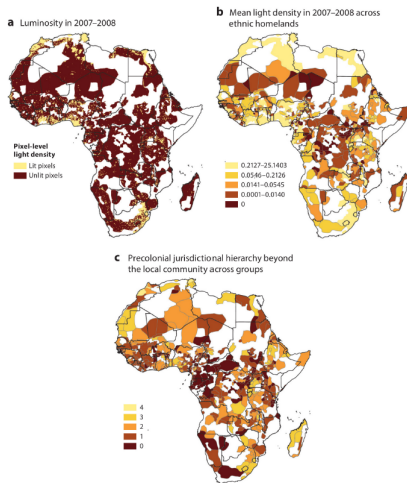 a Luminosity in 2007–2008
b Mean light density in 2007–2008 across
ethnic homelands
Pixel-level
light density
Lit pixels
Unlit pixels
0.2127–25.1403
0.0546–0.2126
0.0141–0.0545
0.0001–0.0140
0
c Precolonial jurisdictional hierarchy beyond
the local community across groups
4
3
2
1
0